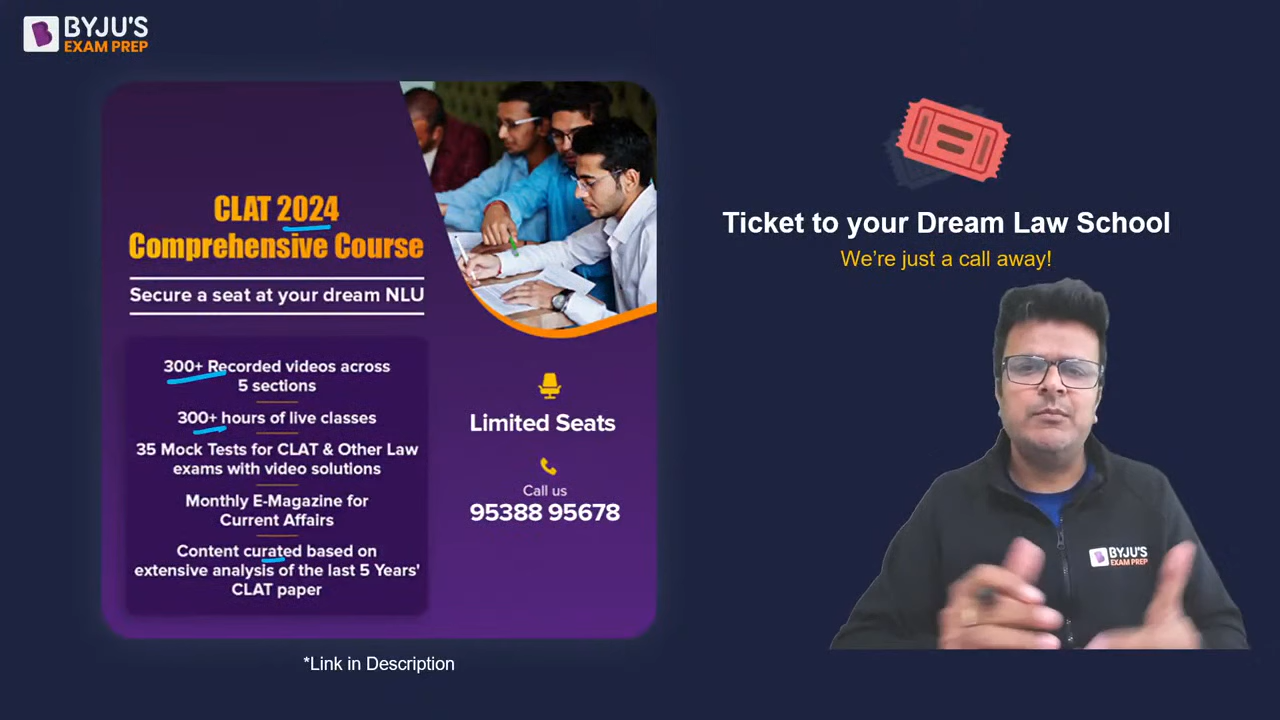 BYJU'S
EXAM PREP
CLAT 2024
Comprehensive Course
Secure a seat at your dream NLU
300+ Recorded videos across
5 sections
300+ hours of live classes
35 Mock Tests for CLAT & Other Law
exams with video solutions
Monthly E-Magazine for
Current Affairs
Content curated based on
extensive analysis of the last 5 Years'
CLAT paper
Limited Seats
Call us
95388 95678
*Link in Description
Ticket to your Dream Law School
We're just a call away!
BYJU'S
EXAM PREP